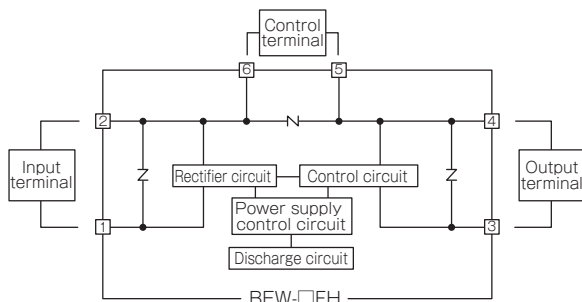 Control
terminal
6
5
2
4
Input
terminal
Output
terminal
Rectifier circuit
Control circuit
Power supply
control circuit
1
3
Discharge circuit
BEW-□FH